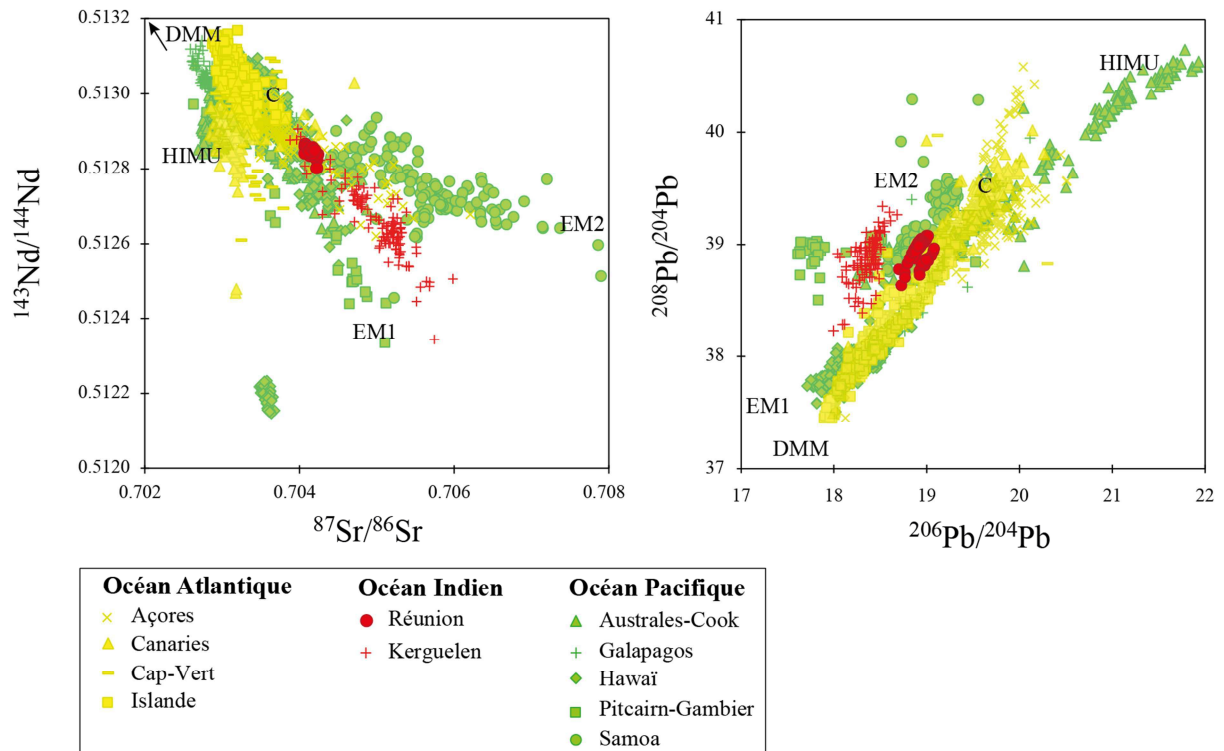 0.5132
0.5130
0.5128
0.5126
0.5124
0.5122
0.5120
¹⁴³Nd/¹⁴⁴Nd
DMM
C
HIMU
EM2
EM1
0.702 0.704 0.706 0.708
⁸⁷Sr/⁸⁶Sr
41
40
39
38
37
²⁰⁸Pb/²⁰⁴Pb
HIMU
EM2
C
EM1
DMM
17 18 19 20 21 22
²⁰⁶Pb/²⁰⁴Pb
Océan Atlantique
Açores
Canaries
Cap-Vert
Islande
Océan Indien
Réunion
Kerguelen
Océan Pacifique
Australes-Cook
Galapagos
Hawaï
Pitcairn-Gambier
Samoa